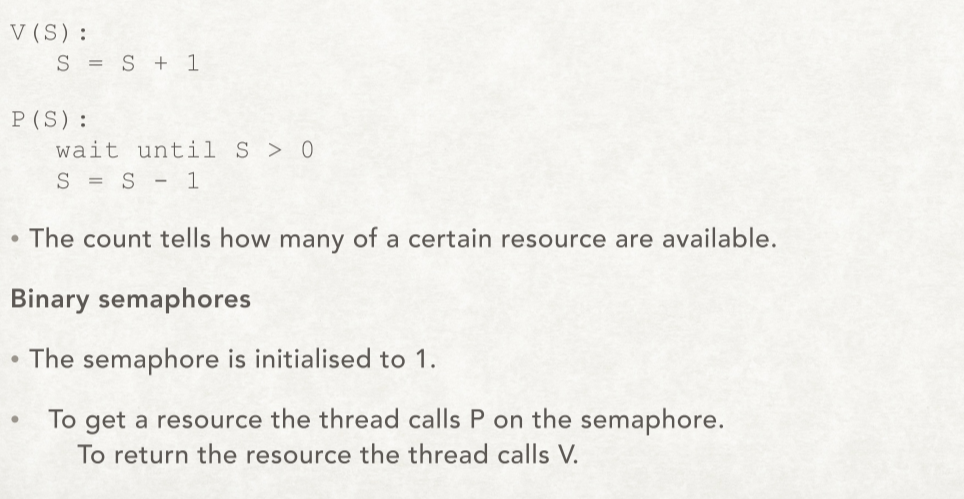 V(S):
S = S + 1
P(S):
wait until S > 0
S = S - 1
• The count tells how many of a certain resource are available.
Binary semaphores
• The semaphore is initialised to 1.
• To get a resource the thread calls P on the semaphore.
To return the resource the thread calls V.